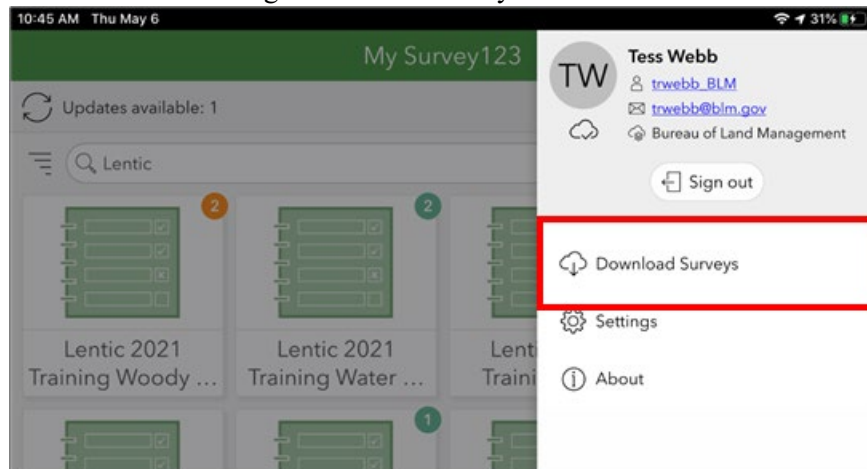 10:45 AM Thu May 6
31%
My Survey123
Updates available: 1
Lentic
2
2
Lentic 2021
Training Woody ...
Lentic 2021
Training Water ...
Lenti
Traini
1
TW
Tess Webb
trwebb_BLM
trwebb@blm.gov
Bureau of Land Management
Sign out
Download Surveys
Settings
About